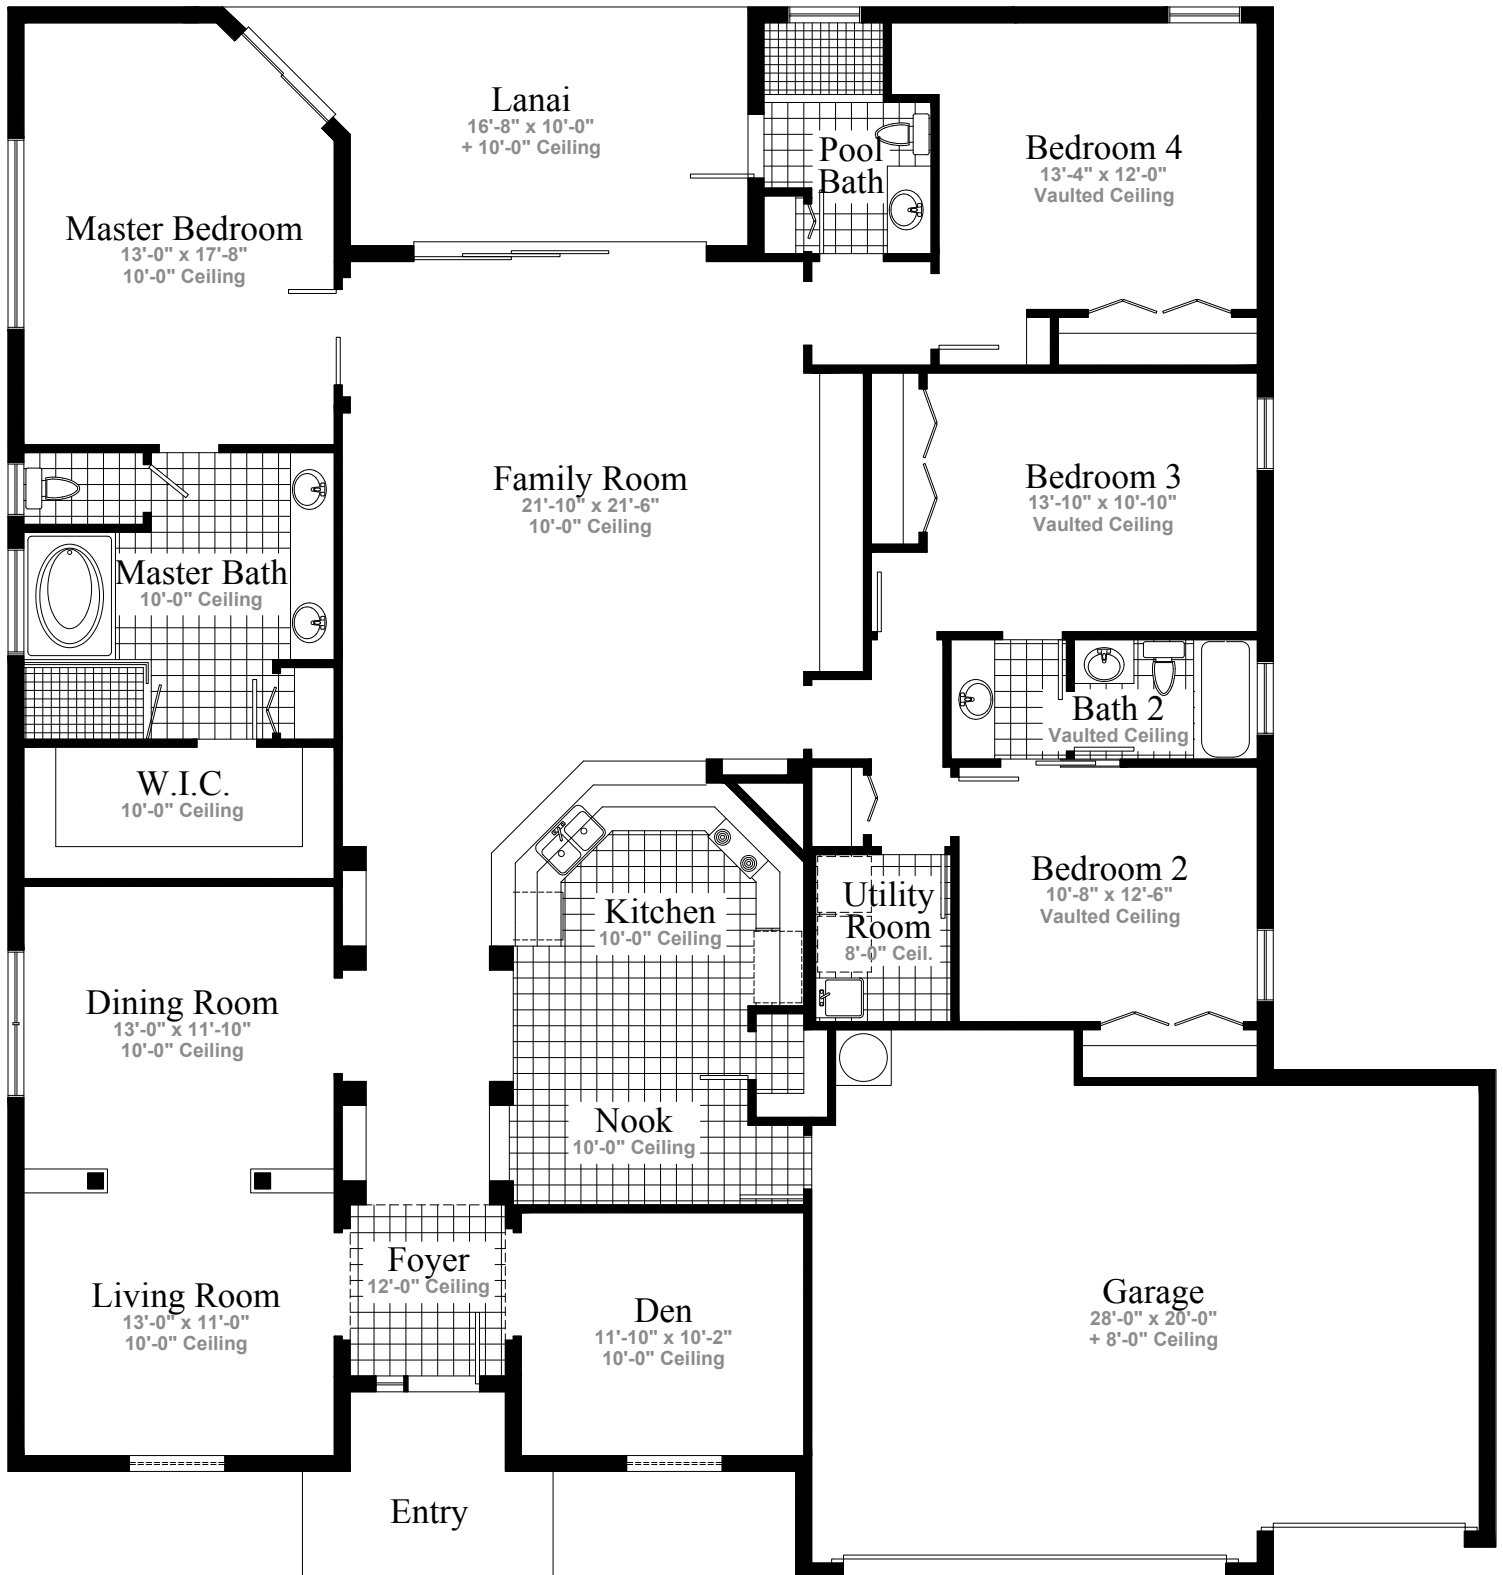 Lanai
16'-8" x 10'-0"
+ 10'-0" Ceiling
Pool
Bath
Bedroom 4
13'-4" x 12'-0"
Vaulted Ceiling
Master Bedroom
13'-0" x 17'-8"
10'-0" Ceiling
Family Room
21'-10" x 21'-6"
10'-0" Ceiling
Bedroom 3
13'-10" x 10'-10"
Vaulted Ceiling
Master Bath
10'-0" Ceiling
Bath 2
Vaulted Ceiling
W.I.C.
10'-0" Ceiling
Kitchen
10'-0" Ceiling
Utility
Room
8'-0" Ceil.
Bedroom 2
10'-8" x 12'-6"
Vaulted Ceiling
Dining Room
13'-0" x 11'-10"
10'-0" Ceiling
Nook
10'-0" Ceiling
Foyer
12'-0" Ceiling
Living Room
13'-0" x 11'-0"
10'-0" Ceiling
Den
11'-10" x 10'-2"
10'-0" Ceiling
Garage
28'-0" x 20'-0"
+ 8'-0" Ceiling
Entry